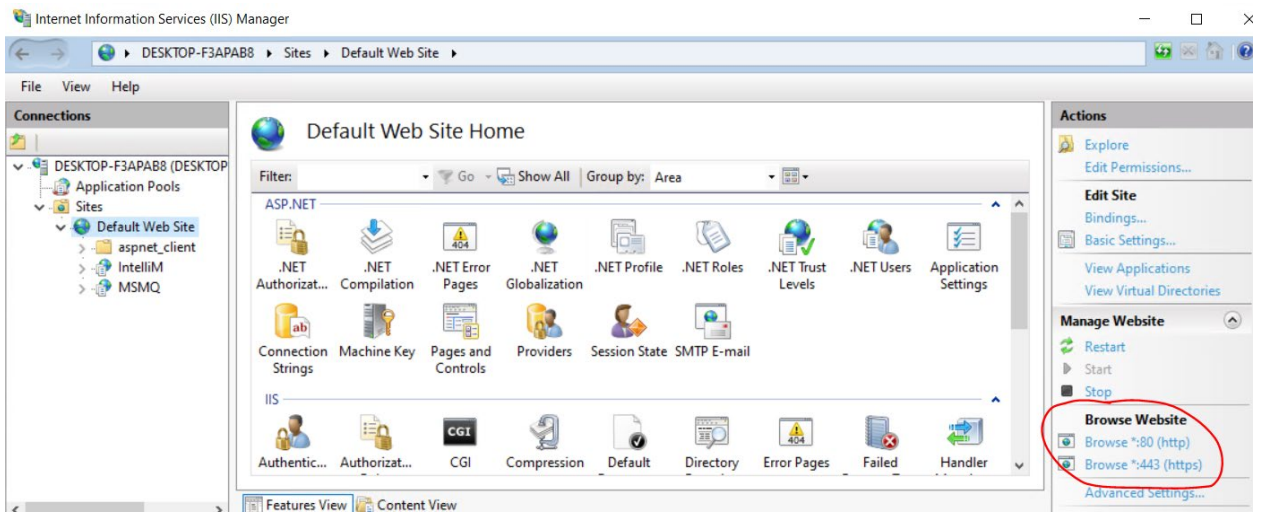 Internet Information Services (IIS) Manager
DESKTOP-F3APAB8 Sites Default Web Site
File View Help
Connections
DESKTOP-F3APAB8 (DESKTOP
Application Pools
Sites
Default Web Site
aspnet_client
IntelliM
MSMQ
Default Web Site Home
Filter: Go Show All Group by: Area
ASP.NET
.NET Authorizat...
.NET Compilation
404
.NET Error Pages
.NET Globalization
.NET Profile
.NET Roles
.NET Trust Levels
.NET Users
Application Settings
ab
Connection Strings
Machine Key
Pages and Controls
Providers
Session State
SMTP E-mail
IIS
Authentic...
Authorizat...
CGI
CGI
Compression
Default
Directory
404
Error Pages
Failed
Handler
Features View Content View
Actions
Explore
Edit Permissions...
Edit Site
Bindings...
Basic Settings...
View Applications
View Virtual Directories
Manage Website
Restart
Start
Stop
Browse Website
Browse *:80 (http)
Browse *:443 (https)
Advanced Settings...